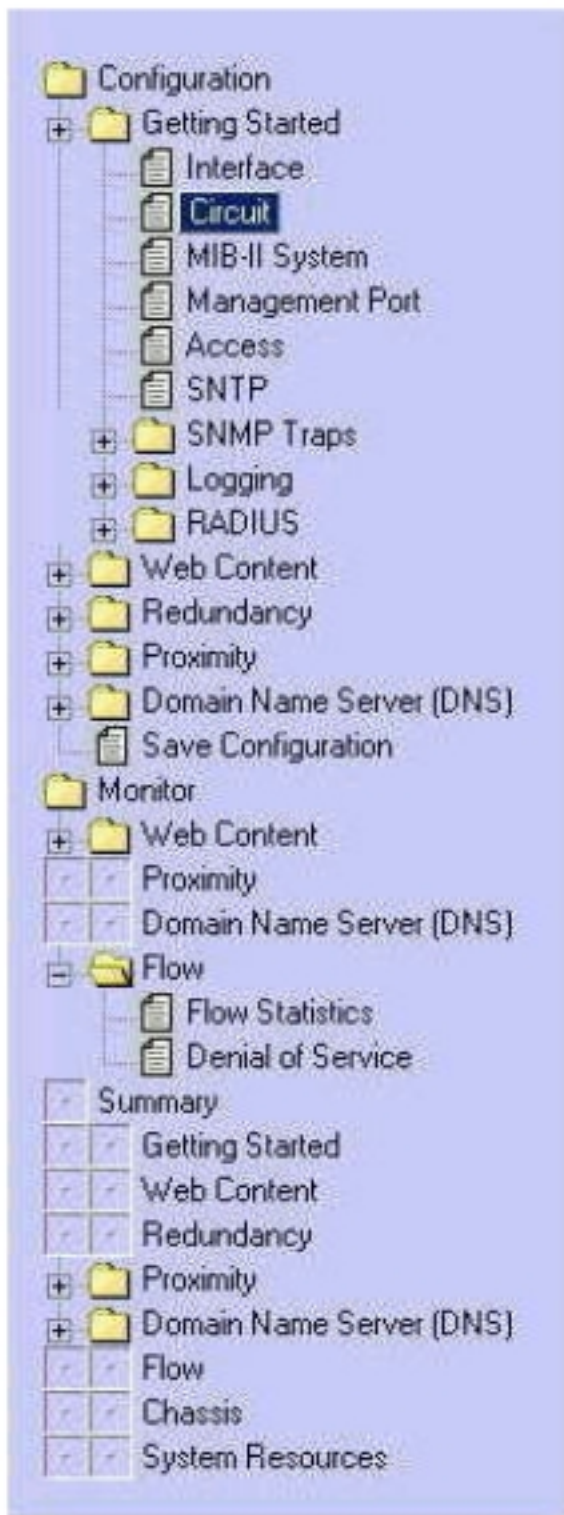 Configuration
Getting Started
Interface
Circuit
MIB-II System
Management Port
Access
SNTP
SNMP Traps
Logging
RADIUS
Web Content
Redundancy
Proximity
Domain Name Server (DNS)
Save Configuration
Monitor
Web Content
Proximity
Domain Name Server (DNS)
Flow
Flow Statistics
Denial of Service
Summary
Getting Started
Web Content
Redundancy
Proximity
Domain Name Server (DNS)
Flow
Chassis
System Resources